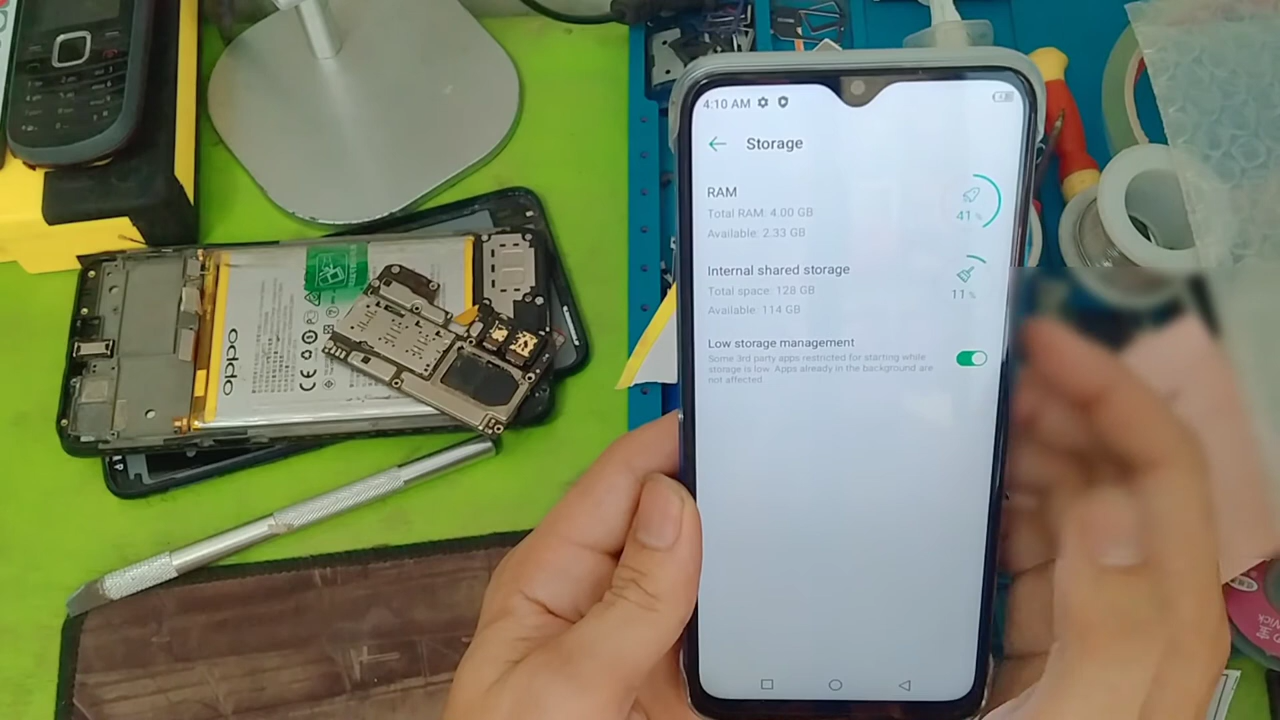 4:10 AM
Storage
RAM
Total RAM: 4.00 GB
Available: 2.33 GB
41 %
Internal shared storage
Total space: 128 GB
Available: 114 GB
11 %
Low storage management
Some 3rd party apps restricted for starting while
storage is low. Apps already in the background are
not affected.
oppo